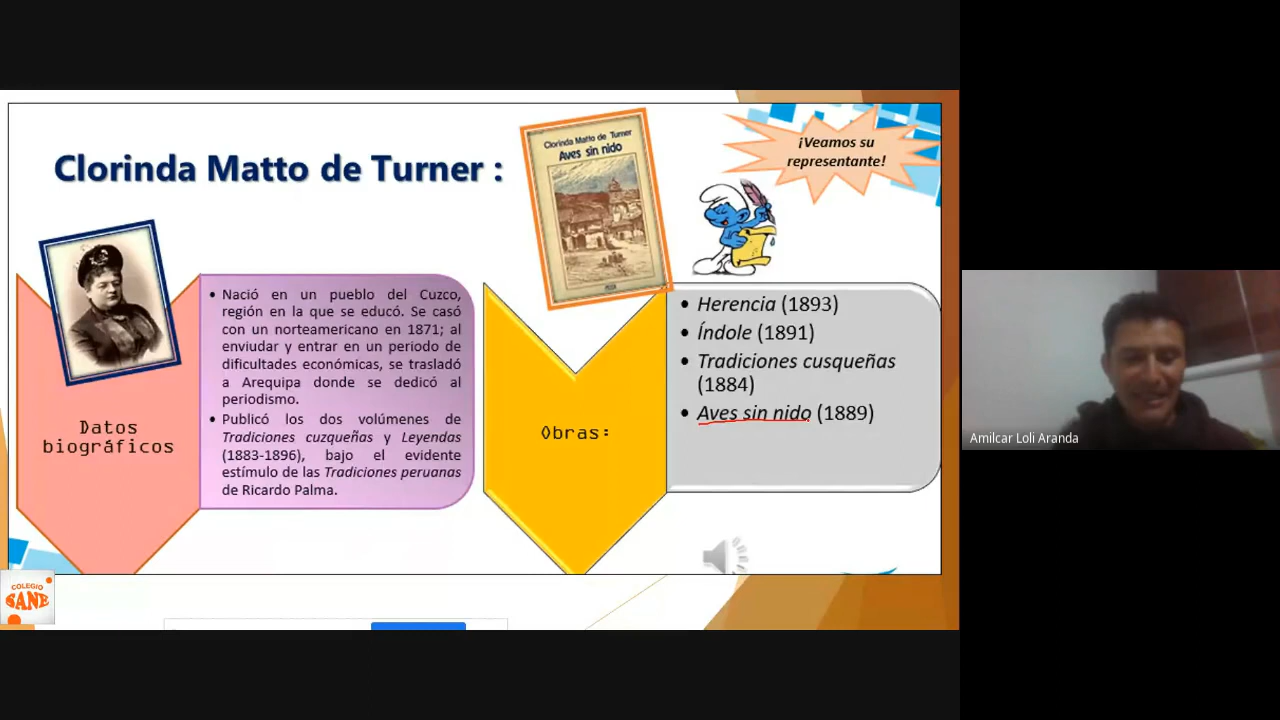 Clorinda Matto de Turner :
Clorinda Matto de Turner
Aves sin nido
¡Veamos su
representante!
Datos
biográficos
• Nació en un pueblo del Cuzco,
región en la que se educó. Se casó
con un norteamericano en 1871; al
enviudar y entrar en un periodo de
dificultades económicas, se trasladó
a Arequipa donde se dedicó al
periodismo.
• Publicó los dos volúmenes de
Tradiciones cuzqueñas y Leyendas
(1883-1896), bajo el evidente
estímulo de las Tradiciones peruanas
de Ricardo Palma.
Obras:
• Herencia (1893)
• Índole (1891)
• Tradiciones cusqueñas
(1884)
• Aves sin nido (1889)
Amilcar Loli Aranda
COLEGIO
SANE